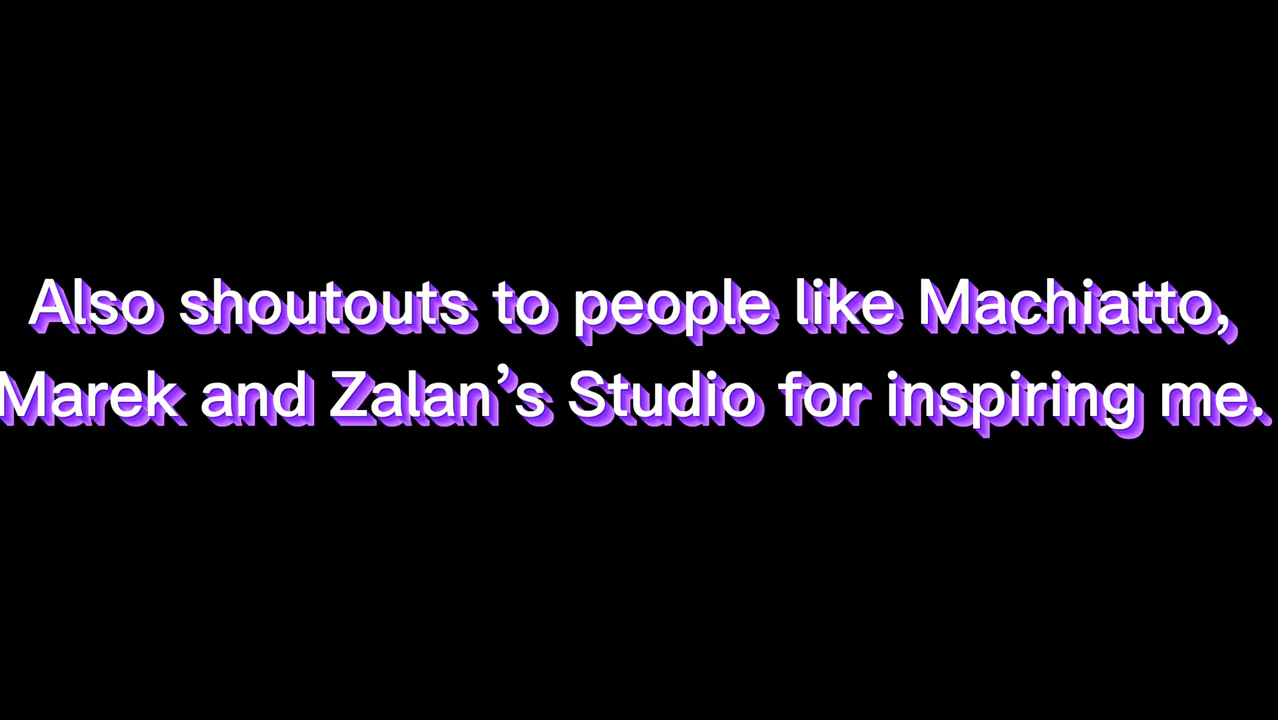 Also shoutouts to people like Machiatto,
Marek and Zalan’s Studio for inspiring me.